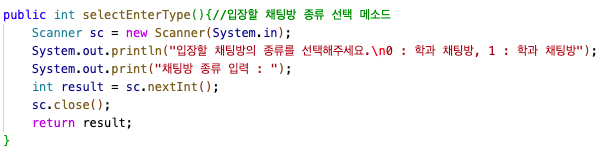 public int selectEnterType(){//입장할 채팅방 종류 선택 메소드
Scanner sc = new Scanner(System.in);
System.out.println("입장할 채팅방의 종류를 선택해주세요.\n0 : 학과 채팅방, 1 : 학과 채팅방");
System.out.print("채팅방 종류 입력 : ");
int result = sc.nextInt();
sc.close();
return result;
}